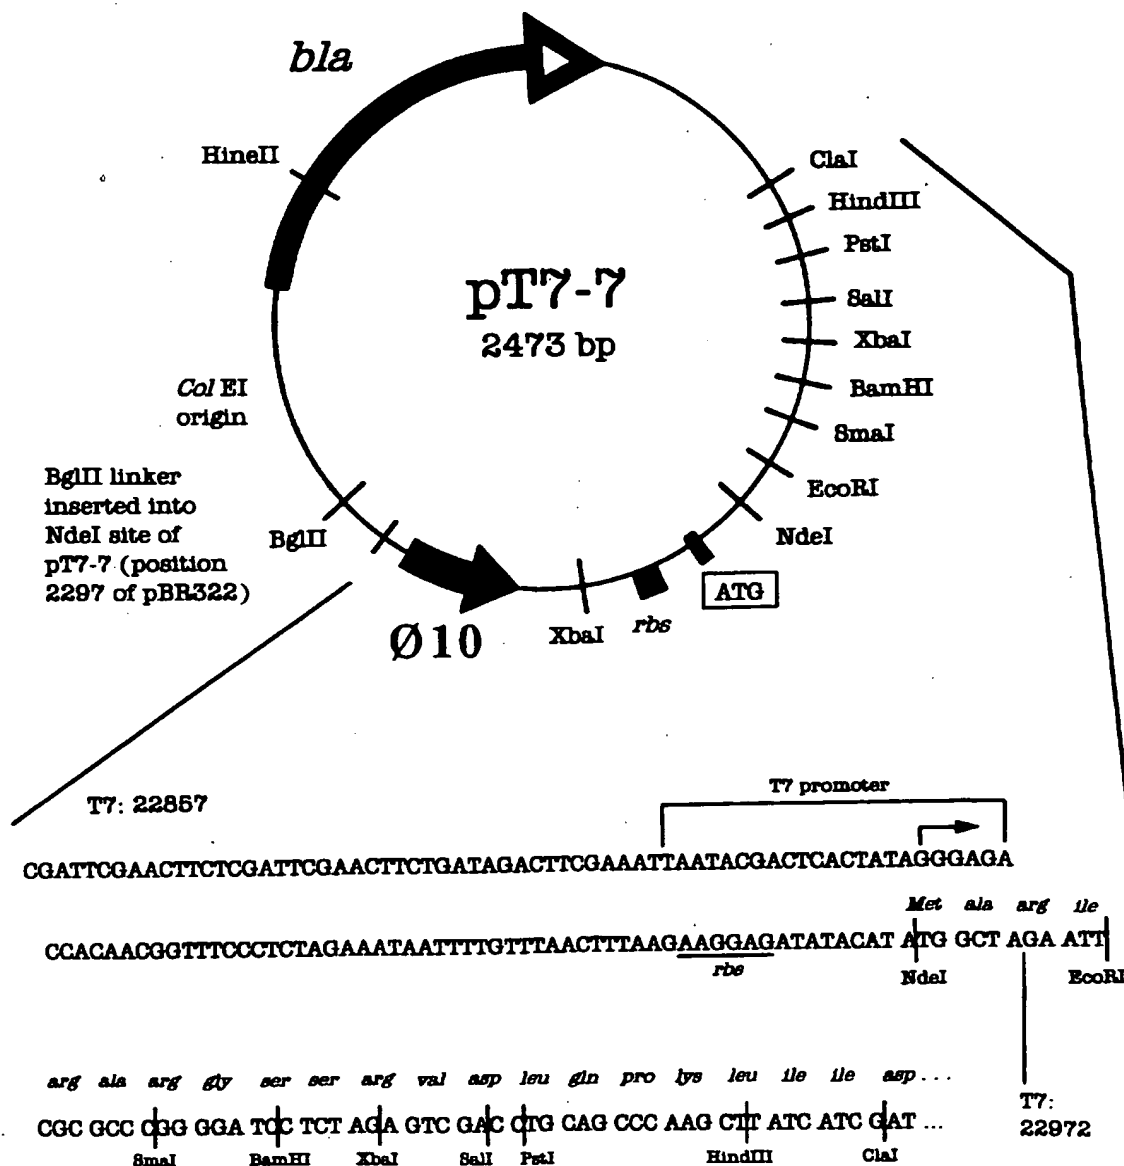 bla
HincII
ClaI
HindIII
PstI
SalI
XbaI
BamHI
SmaI
EcoRI
NdeI
pT7-7
2473 bp
Col EI
origin
BglII linker
inserted into
NdeI site of
pT7-7 (position
2297 of pBR322)
BglII
Ø10
XbaI
rbs
ATG
T7: 22857
T7 promoter
CGATTCGAACTTCTCGATTCGAACTTCTGATAGACTTCGAAATTAATACGACTCACTATAGGGAGA
Met ala arg ile
CCACAACGGTTTCCCTCTAGAAATAATTTTGTTTAACTTTAAGAAGGAGATATACAT ATG GCT AGA ATT
rbs NdeI EcoRI
arg ala arg gly ser ser arg val asp leu gln pro lys leu ile ile asp ...
CGC GCC CGG GGA TCC TCT AGA GTC GAC CTG CAG CCC AAG CTT ATC ATC GAT ...
SmaI BamHI XbaI SalI PstI HindIII ClaI
T7:
22972